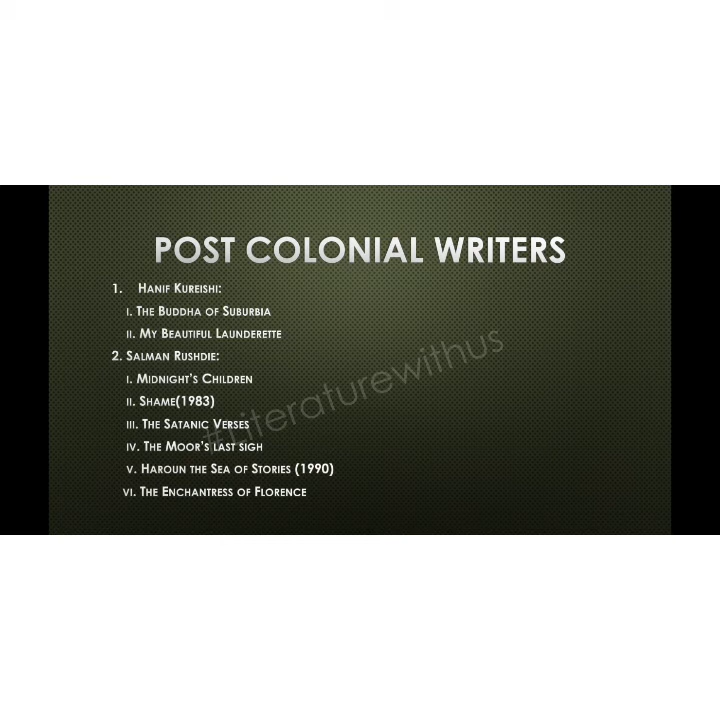 POST COLONIAL WRITERS
1. HANIF KUREISHI:
I. THE BUDDHA OF SUBURBIA
II. MY BEAUTIFUL LAUNDERETTE
2. SALMAN RUSHDIE:
I. MIDNIGHT'S CHILDREN
II. SHAME(1983)
III. THE SATANIC VERSES
IV. THE MOOR'S LAST SIGH
V. HAROUN THE SEA OF STORIES (1990)
VI. THE ENCHANTRESS OF FLORENCE
#Literaturewithus